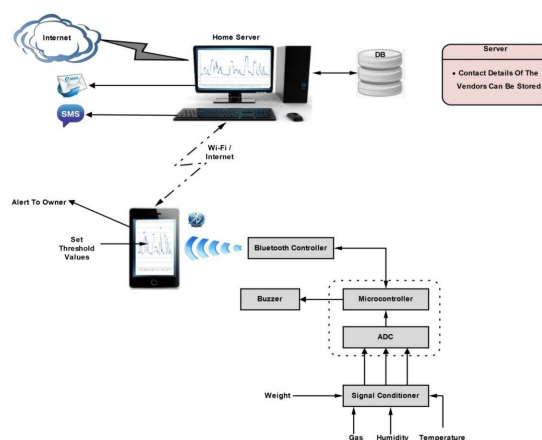 Home Server
Internet
DB
Server
• Contact Details Of The
Vendors Can Be Stored
SMS
Wi-Fi /
Internet
Alert To Owner
Set
Threshold
Values
Bluetooth Controller
Buzzer
Microcontroller
ADC
Weight
Signal Conditioner
Gas
Humidity
Temperature